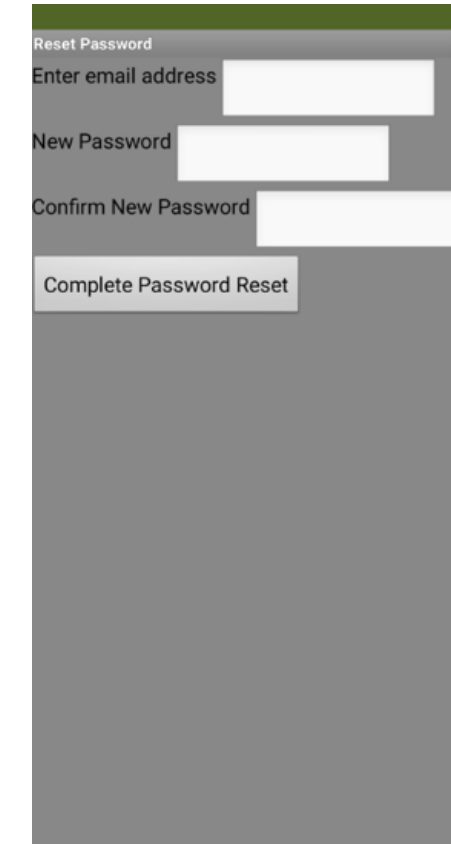 Reset Password
Enter email address
New Password
Confirm New Password
Complete Password Reset